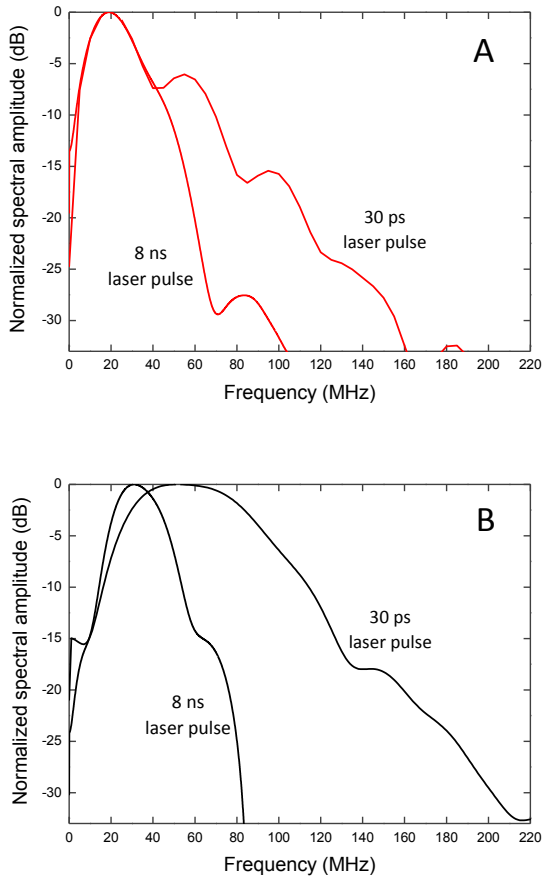 A
Normalized spectral amplitude (dB)
0
-5
-10
-15
-20
-25
-30
8 ns
laser pulse
30 ps
laser pulse
0 20 40 60 80 100 120 140 160 180 200 220
Frequency (MHz)
B
Normalized spectral amplitude (dB)
0
-5
-10
-15
-20
-25
-30
30 ps
laser pulse
8 ns
laser pulse
0 20 40 60 80 100 120 140 160 180 200 220
Frequency (MHz)